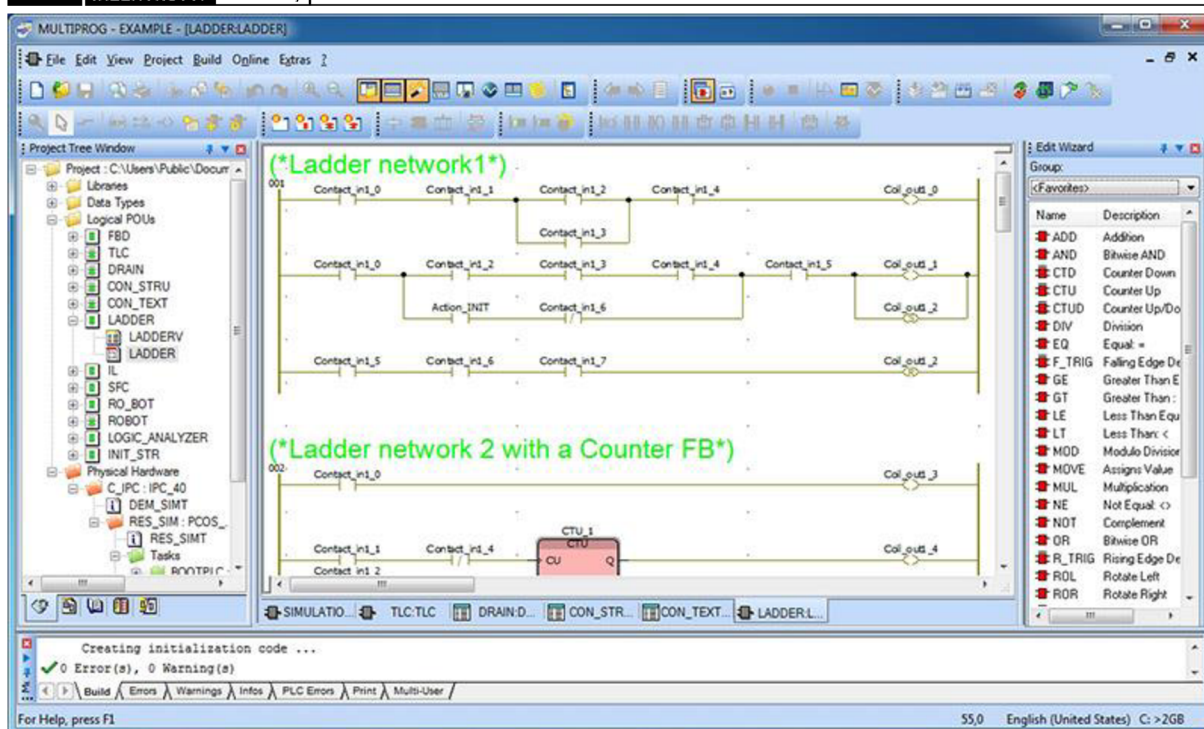 MULTIPROG - EXAMPLE - [LADDER:LADDER]
File Edit View Project Build Online Extras ?
Project Tree Window
Project : C:\Users\Public\Docum
Libraries
Data Types
Logical POUs
FBD
TLC
DRAIN
CON_STRU
CON_TEXT
LADDER
LADDERV
LADDER
IL
SFC
RO_BOT
ROBOT
LOGIC_ANALYZER
INIT_STR
Physical Hardware
C_IPC : IPC_40
DEM_SIMT
RES_SIM : PCOS_
RES_SIMT
Tasks
ROOTPLC :
(*Ladder network1*)
001
Contact_in1_0 Contact_in1_1 Contact_in1_2 Contact_in1_4 Coil_out1_0
Contact_in1_3
Contact_in1_0 Contact_in1_2 Contact_in1_3 Contact_in1_4 Contact_in1_5 Coil_out1_1
Action_INIT Contact_in1_6 Coil_out1_2
Contact_in1_5 Contact_in1_6 Contact_in1_7 Coil_out1_2
(*Ladder network 2 with a Counter FB*)
002
Contact_in1_0 Coil_out1_3
CTU_1
CTU
Contact_in1_1 Contact_in1_4 CU Q Coil_out1_4
Contact_in1_2
SIMULATIO... TLC:TLC DRAIN:D... CON_STR... CON_TEXT... LADDER:L...
Edit Wizard
Group:
<Favorites>
Name Description
ADD Addition
AND Bitwise AND
CTD Counter Down
CTU Counter Up
CTUD Counter Up/Do
DIV Division
EQ Equal: =
F_TRIG Falling Edge De
GE Greater Than E
GT Greater Than :
LE Less Than Equ
LT Less Than: <
MOD Modulo Division
MOVE Assigns Value
MUL Multiplication
NE Not Equal: <>
NOT Complement
OR Bitwise OR
R_TRIG Rising Edge De
ROL Rotate Left
ROR Rotate Right
Creating initialization code ...
0 Error(s), 0 Warning(s)
Build Errors Warnings Infos PLC Errors Print Multi-User
For Help, press F1 55,0 English (United States) C: >2GB